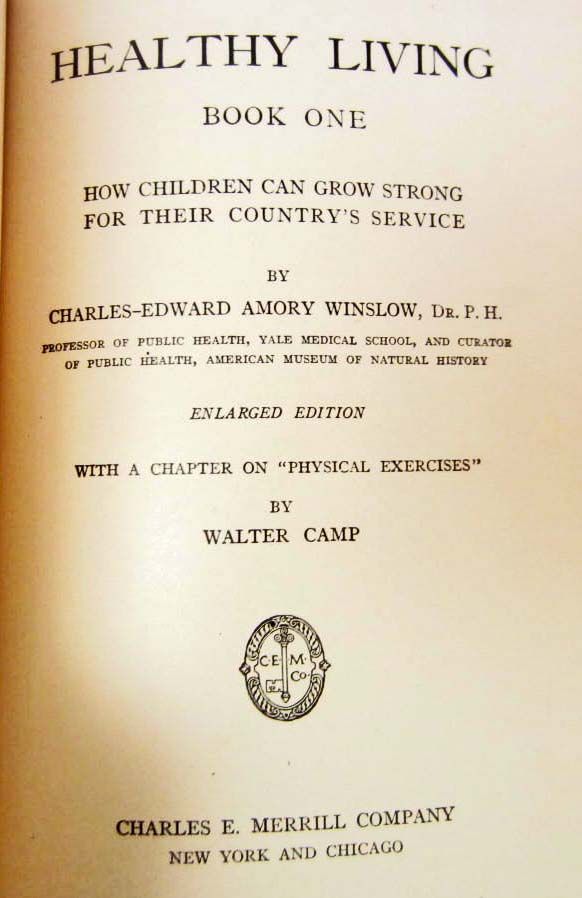 HEALTHY LIVING
BOOK ONE
HOW CHILDREN CAN GROW STRONG
FOR THEIR COUNTRY'S SERVICE
BY
CHARLES-EDWARD AMORY WINSLOW, DR. P. H.
PROFESSOR OF PUBLIC HEALTH, YALE MEDICAL SCHOOL, AND CURATOR
OF PUBLIC HEALTH, AMERICAN MUSEUM OF NATURAL HISTORY
ENLARGED EDITION
WITH A CHAPTER ON "PHYSICAL EXERCISES"
BY
WALTER CAMP
C. E. M.
Co.
CHARLES E. MERRILL COMPANY
NEW YORK AND CHICAGO